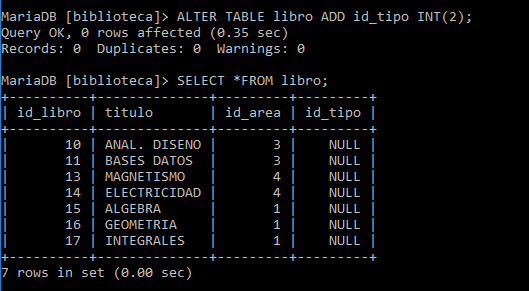 MariaDB [biblioteca]> ALTER TABLE libro ADD id_tipo INT(2);
Query OK, 0 rows affected (0.35 sec)
Records: 0  Duplicates: 0  Warnings: 0
MariaDB [biblioteca]> SELECT *FROM libro;
+----------+--------------+---------+---------+
| id_libro | titulo       | id_area | id_tipo |
+----------+--------------+---------+---------+
|       10 | ANAL. DISENO |       3 |    NULL |
|       11 | BASES DATOS  |       3 |    NULL |
|       13 | MAGNETISMO   |       4 |    NULL |
|       14 | ELECTRICIDAD |       4 |    NULL |
|       15 | ALGEBRA      |       1 |    NULL |
|       16 | GEOMETRIA    |       1 |    NULL |
|       17 | INTEGRALES   |       1 |    NULL |
+----------+--------------+---------+---------+
7 rows in set (0.00 sec)